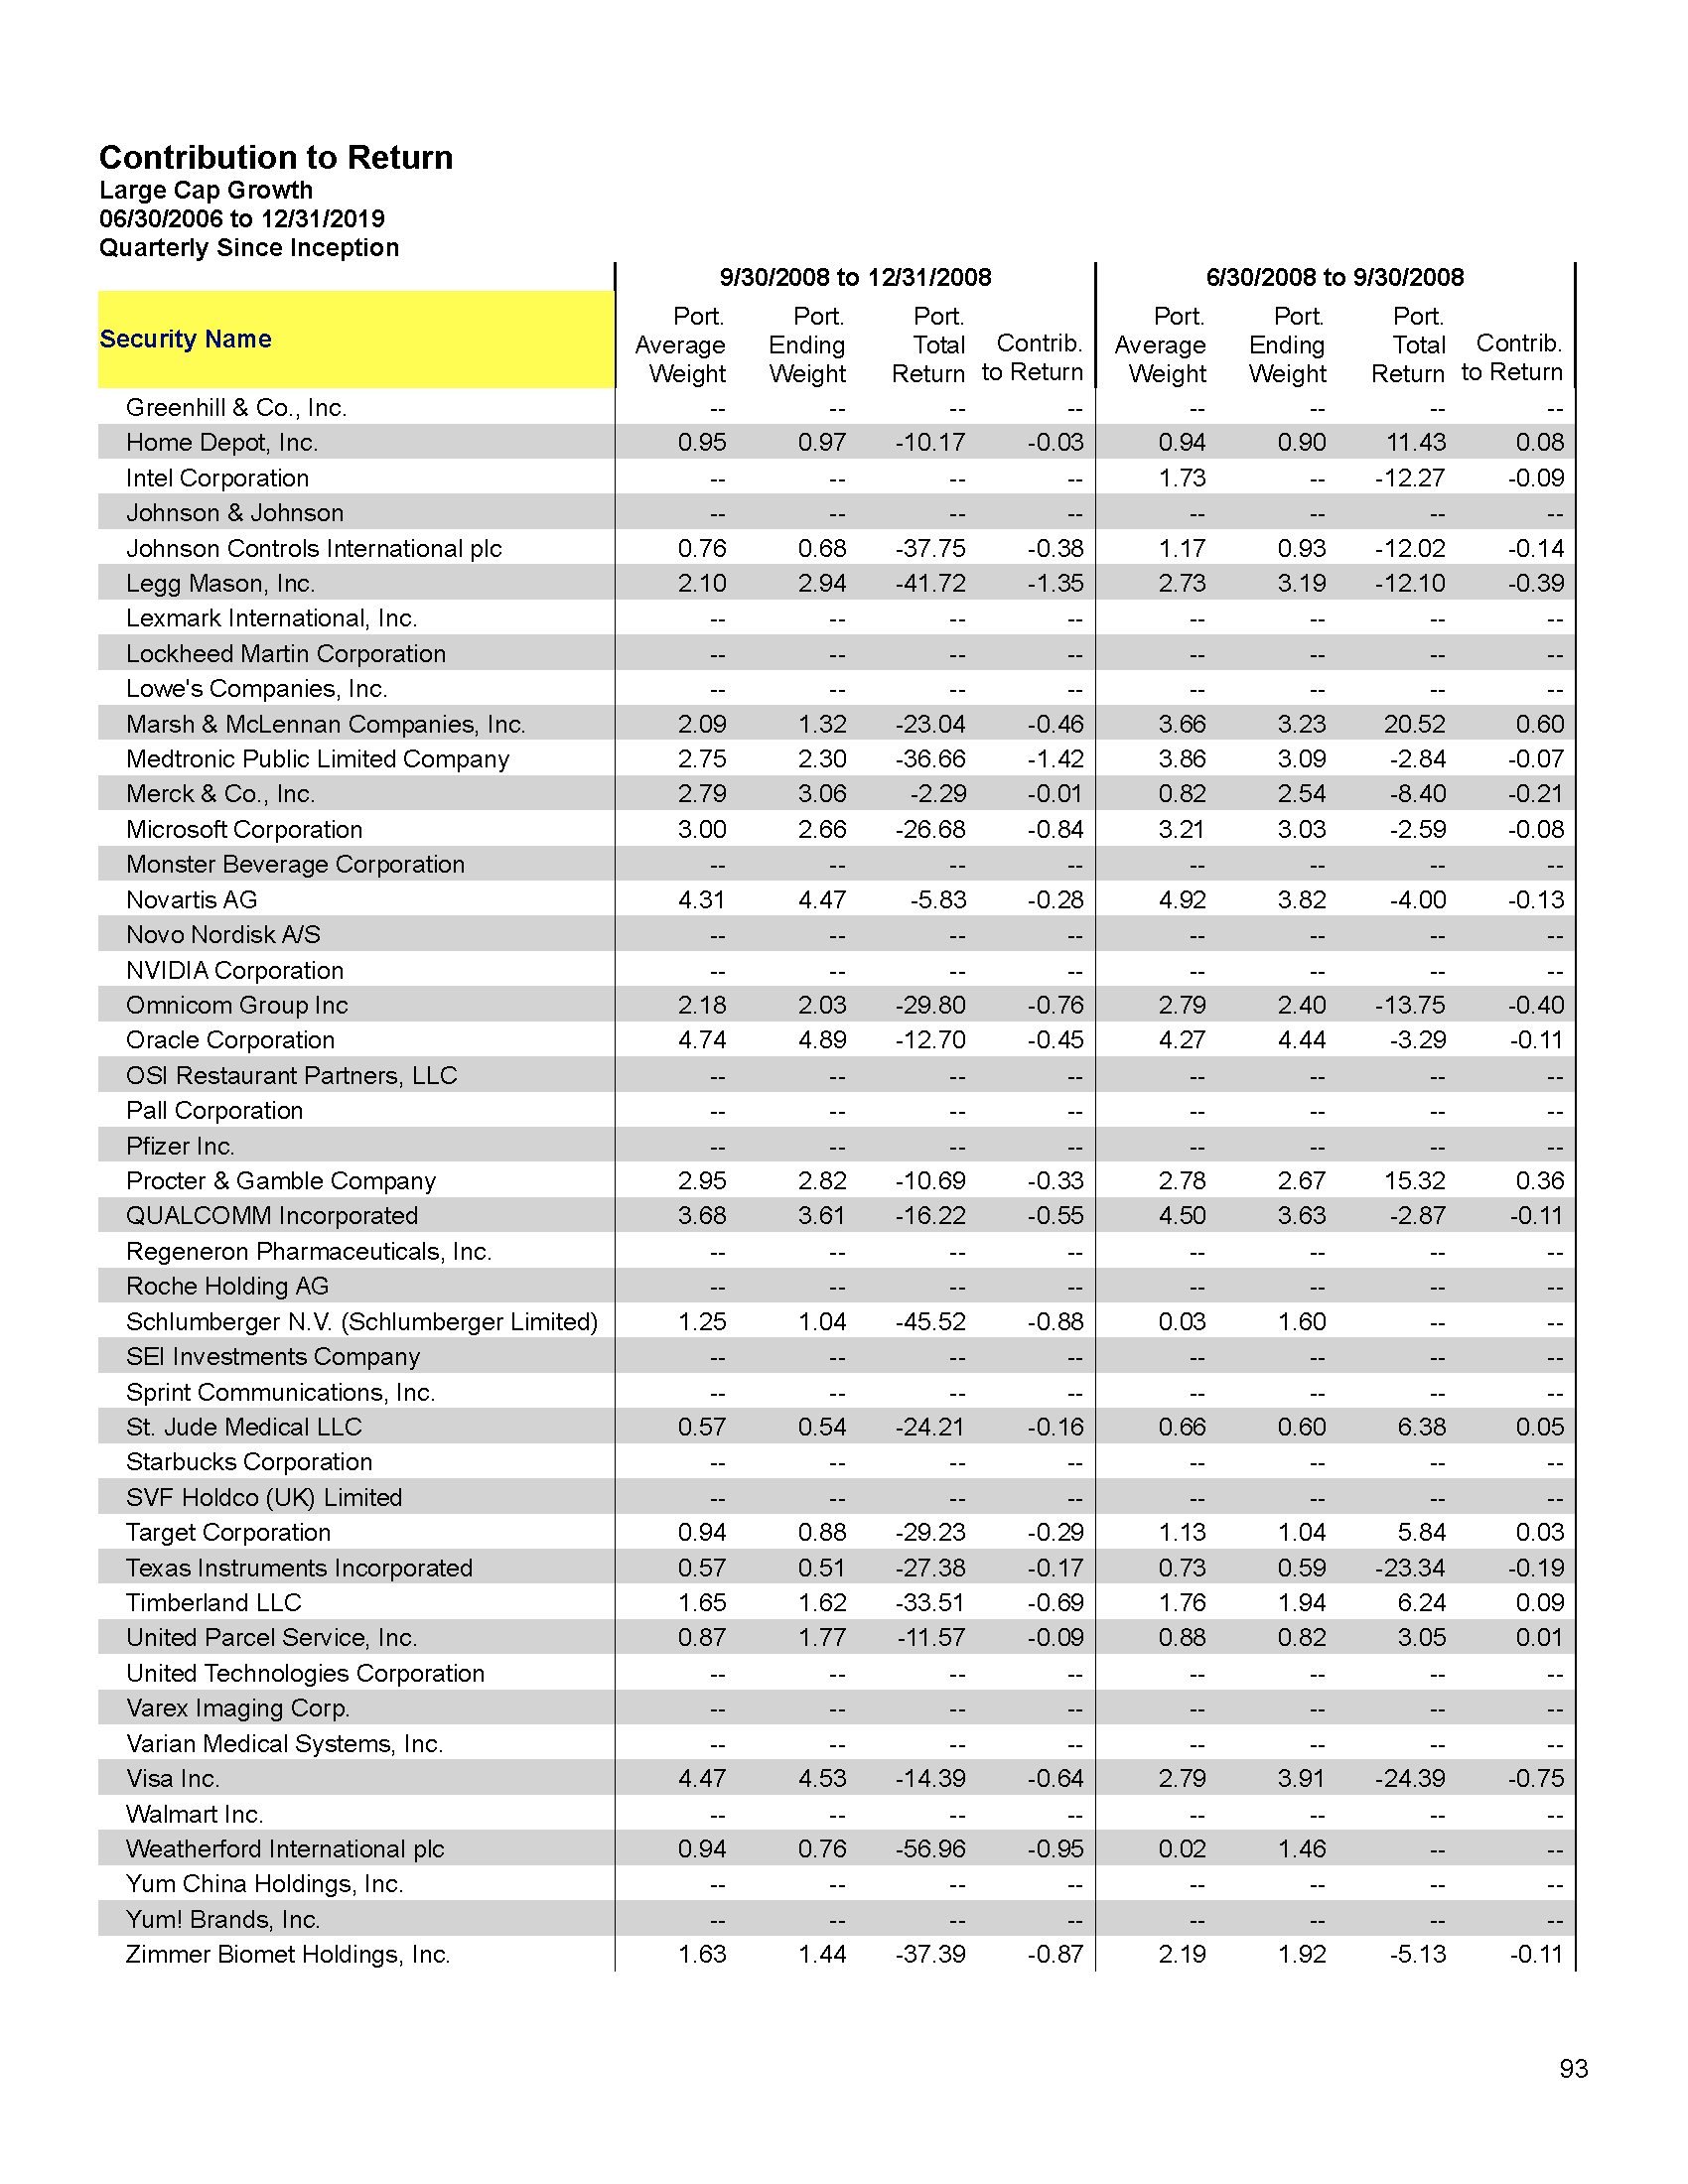 Contribution to Return
Large Cap Growth
06/30/2006 to 12/31/2019
Quarterly Since Inception
9/30/2008 to 12/31/2008 6/30/2008 to 9/30/2008
Security Name Port. Average Weight Port. Ending Weight Port. Total Return Contrib. to Return Port. Average Weight Port. Ending Weight Port. Total Return Contrib. to Return
Greenhill & Co., Inc. -- -- -- -- -- -- -- --
Home Depot, Inc. 0.95 0.97 -10.17 -0.03 0.94 0.90 11.43 0.08
Intel Corporation -- -- -- -- 1.73 -- -12.27 -0.09
Johnson & Johnson -- -- -- -- -- -- -- --
Johnson Controls International plc 0.76 0.68 -37.75 -0.38 1.17 0.93 -12.02 -0.14
Legg Mason, Inc. 2.10 2.94 -41.72 -1.35 2.73 3.19 -12.10 -0.39
Lexmark International, Inc. -- -- -- -- -- -- -- --
Lockheed Martin Corporation -- -- -- -- -- -- -- --
Lowe's Companies, Inc. -- -- -- -- -- -- -- --
Marsh & McLennan Companies, Inc. 2.09 1.32 -23.04 -0.46 3.66 3.23 20.52 0.60
Medtronic Public Limited Company 2.75 2.30 -36.66 -1.42 3.86 3.09 -2.84 -0.07
Merck & Co., Inc. 2.79 3.06 -2.29 -0.01 0.82 2.54 -8.40 -0.21
Microsoft Corporation 3.00 2.66 -26.68 -0.84 3.21 3.03 -2.59 -0.08
Monster Beverage Corporation -- -- -- -- -- -- -- --
Novartis AG 4.31 4.47 -5.83 -0.28 4.92 3.82 -4.00 -0.13
Novo Nordisk A/S -- -- -- -- -- -- -- --
NVIDIA Corporation -- -- -- -- -- -- -- --
Omnicom Group Inc 2.18 2.03 -29.80 -0.76 2.79 2.40 -13.75 -0.40
Oracle Corporation 4.74 4.89 -12.70 -0.45 4.27 4.44 -3.29 -0.11
OSI Restaurant Partners, LLC -- -- -- -- -- -- -- --
Pall Corporation -- -- -- -- -- -- -- --
Pfizer Inc. -- -- -- -- -- -- -- --
Procter & Gamble Company 2.95 2.82 -10.69 -0.33 2.78 2.67 15.32 0.36
QUALCOMM Incorporated 3.68 3.61 -16.22 -0.55 4.50 3.63 -2.87 -0.11
Regeneron Pharmaceuticals, Inc. -- -- -- -- -- -- -- --
Roche Holding AG -- -- -- -- -- -- -- --
Schlumberger N.V. (Schlumberger Limited) 1.25 1.04 -45.52 -0.88 0.03 1.60 -- --
SEI Investments Company -- -- -- -- -- -- -- --
Sprint Communications, Inc. -- -- -- -- -- -- -- --
St. Jude Medical LLC 0.57 0.54 -24.21 -0.16 0.66 0.60 6.38 0.05
Starbucks Corporation -- -- -- -- -- -- -- --
SVF Holdco (UK) Limited -- -- -- -- -- -- -- --
Target Corporation 0.94 0.88 -29.23 -0.29 1.13 1.04 5.84 0.03
Texas Instruments Incorporated 0.57 0.51 -27.38 -0.17 0.73 0.59 -23.34 -0.19
Timberland LLC 1.65 1.62 -33.51 -0.69 1.76 1.94 6.24 0.09
United Parcel Service, Inc. 0.87 1.77 -11.57 -0.09 0.88 0.82 3.05 0.01
United Technologies Corporation -- -- -- -- -- -- -- --
Varex Imaging Corp. -- -- -- -- -- -- -- --
Varian Medical Systems, Inc. -- -- -- -- -- -- -- --
Visa Inc. 4.47 4.53 -14.39 -0.64 2.79 3.91 -24.39 -0.75
Walmart Inc. -- -- -- -- -- -- -- --
Weatherford International plc 0.94 0.76 -56.96 -0.95 0.02 1.46 -- --
Yum China Holdings, Inc. -- -- -- -- -- -- -- --
Yum! Brands, Inc. -- -- -- -- -- -- -- --
Zimmer Biomet Holdings, Inc. 1.63 1.44 -37.39 -0.87 2.19 1.92 -5.13 -0.11
93